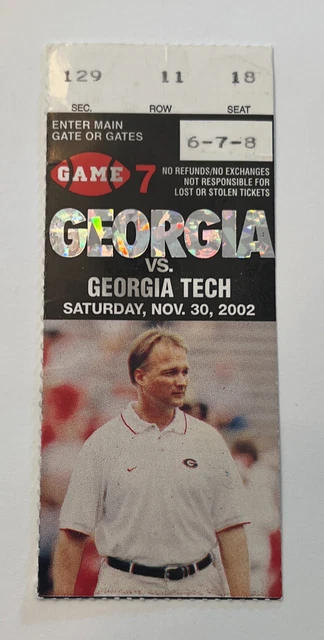 129 11 18
SEC. ROW SEAT
ENTER MAIN
GATE OR GATES
6-7-8
GAME 7
NO REFUNDS/NO EXCHANGES
NOT RESPONSIBLE FOR
LOST OR STOLEN TICKETS
GEORGIA
VS.
GEORGIA TECH
SATURDAY, NOV. 30, 2002
G